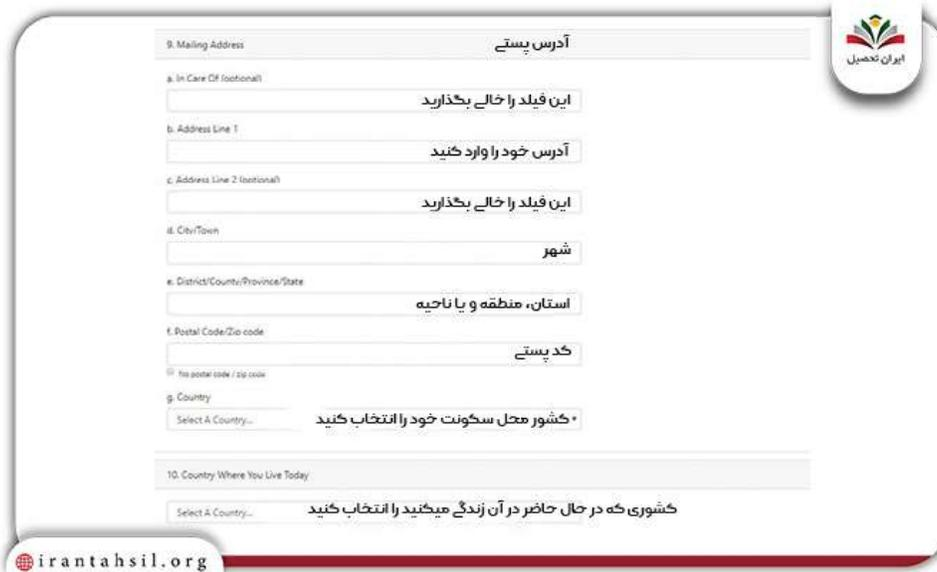 ایران تحصیل
9. Mailing Address آدرس پستی
a. In Care Of (optional)
این فیلد را خالی بگذارید
b. Address Line 1
آدرس خود را وارد کنید
c. Address Line 2 (optional)
این فیلد را خالی بگذارید
d. City/Town
شهر
e. District/County/Province/State
استان، منطقه و یا ناحیه
f. Postal Code/Zip code
کد پستی
No postal code / zip code
g. Country
Select A Country... کشور محل سکونت خود را انتخاب کنید
10. Country Where You Live Today
Select A Country... کشوری که در حال حاضر در آن زندگی میکنید را انتخاب کنید
irantahsil.org